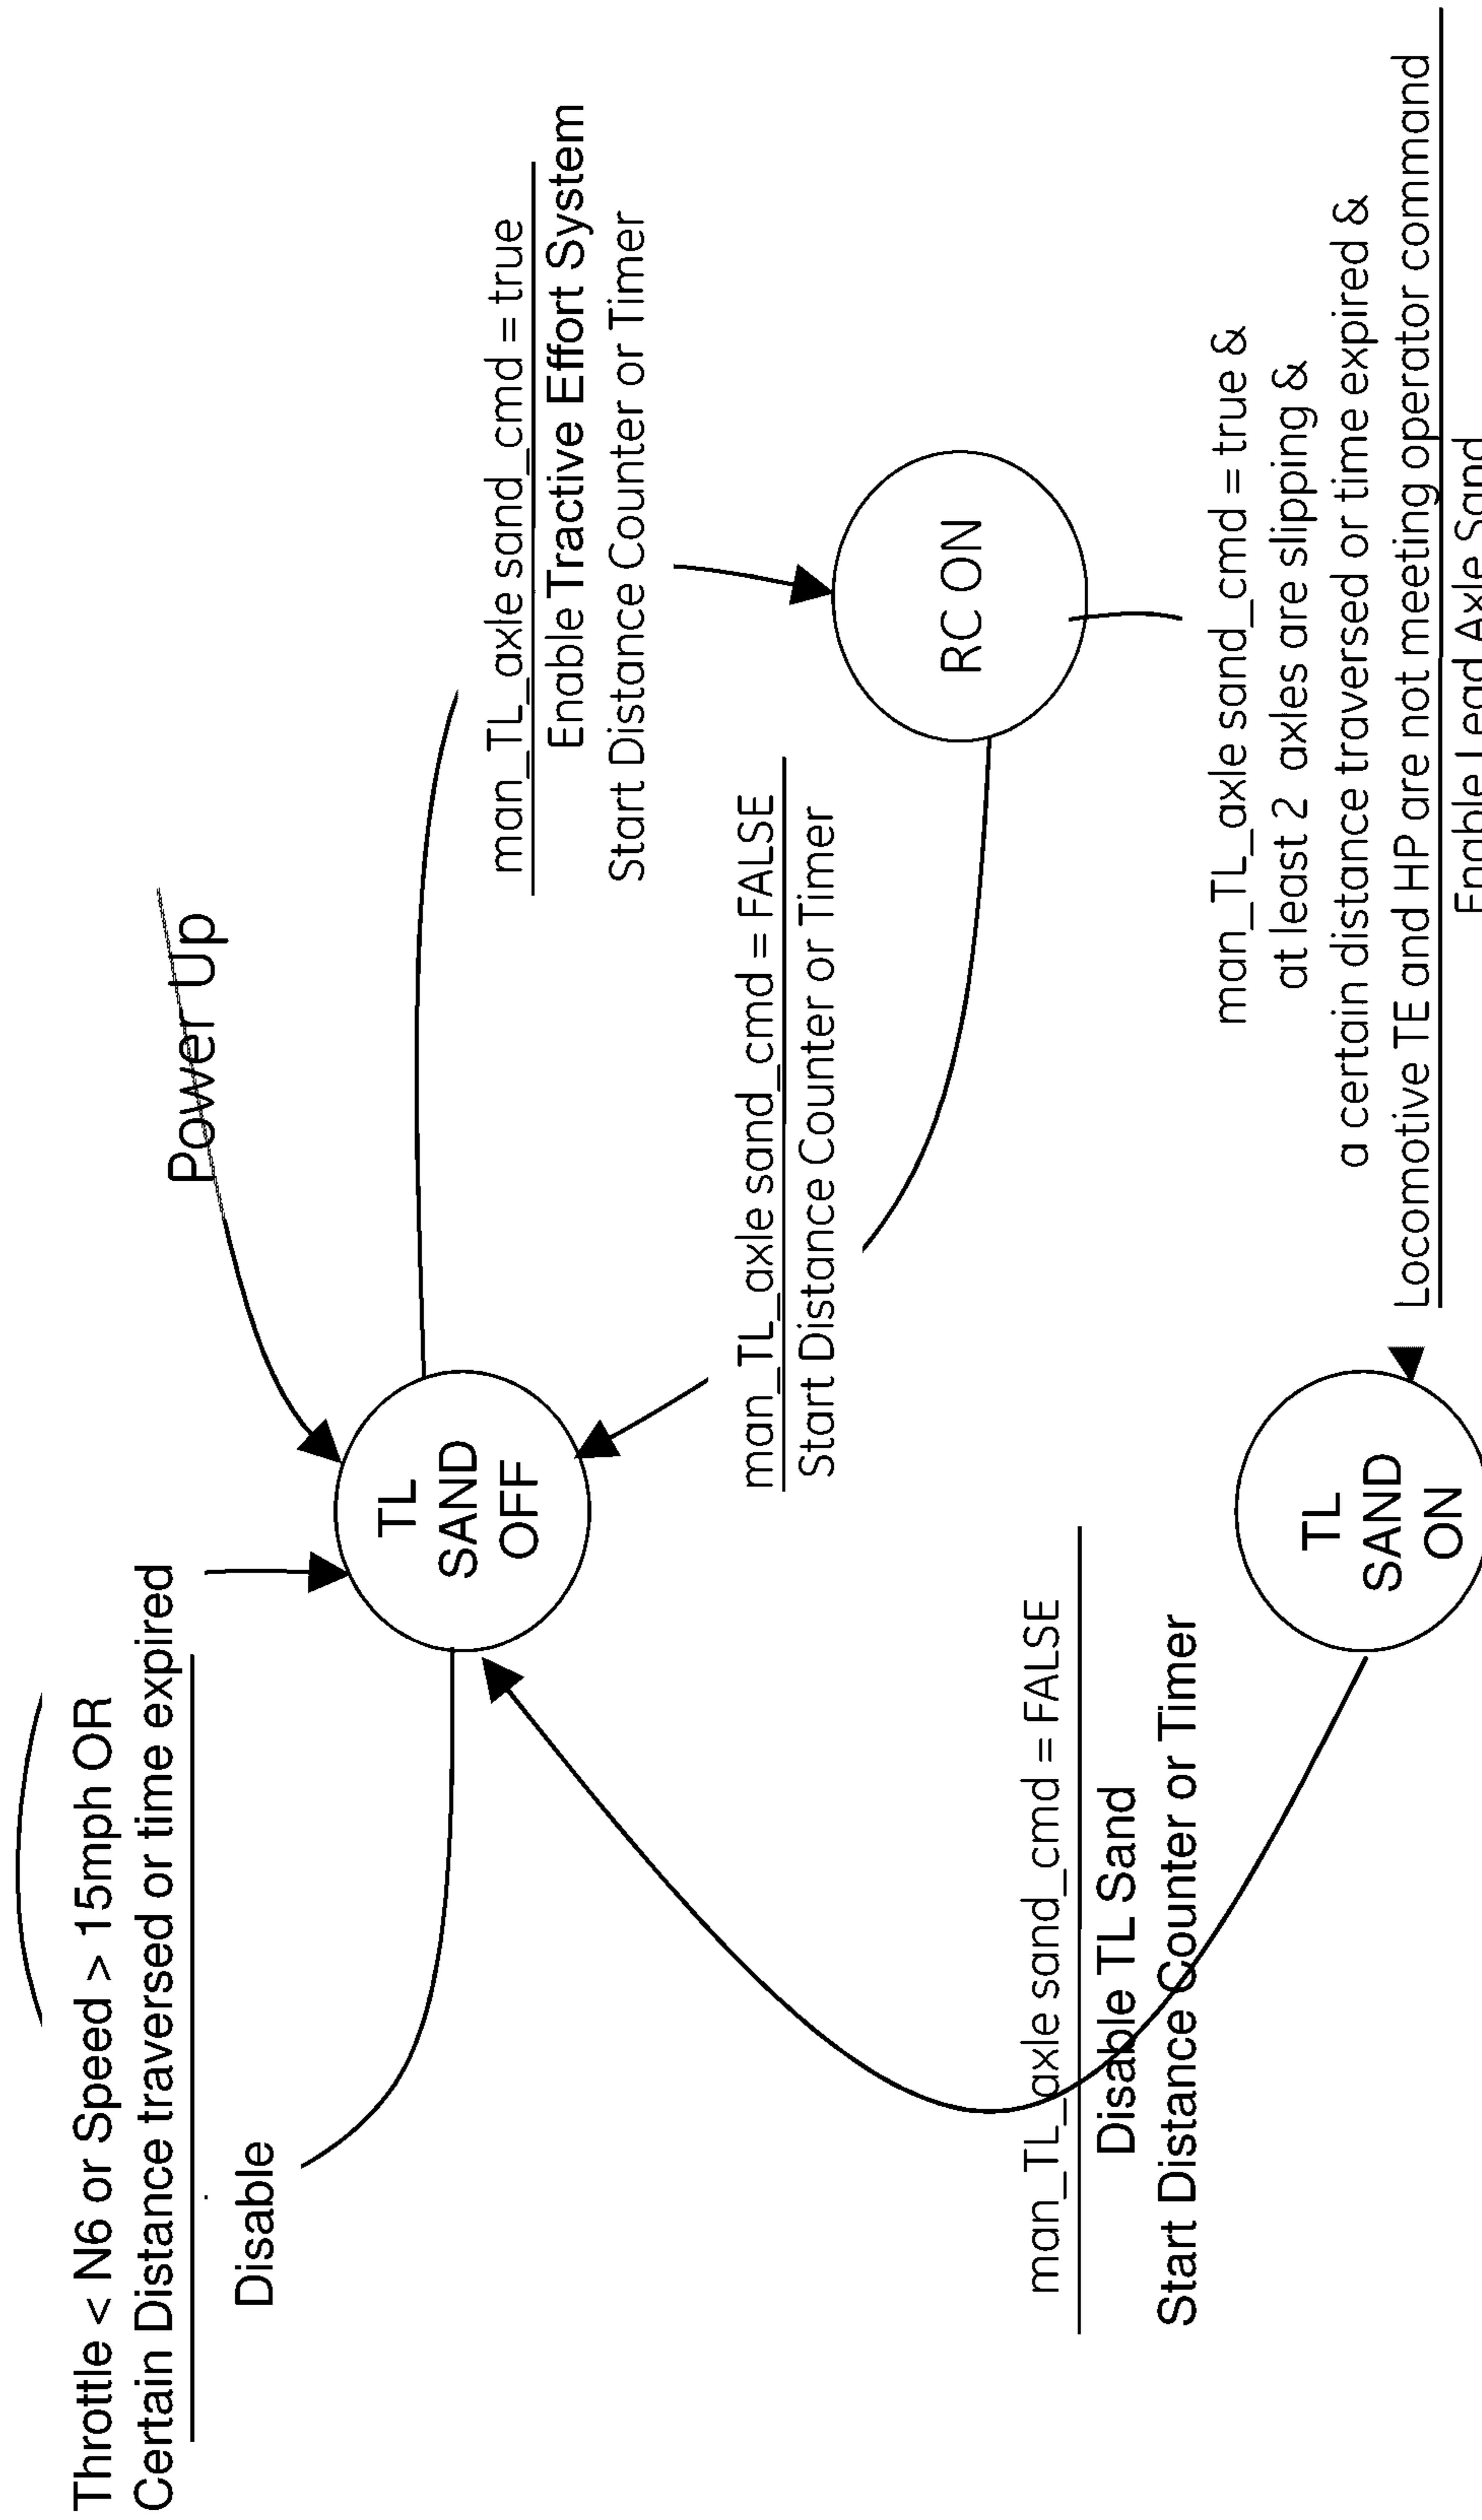 Throttle < N6 or Speed > 15mph OR
Certain Distance traversed or time expired
Disable
Power Up
TL
SAND
OFF
man_TL_axle sand_cmd = true
Enable Tractive Effort System
Start Distance Counter or Timer
man_TL_axle sand_cmd = FALSE
Start Distance Counter or Timer
RC ON
man_TL_axle sand_cmd = FALSE
Disable TL Sand
Start Distance Counter or Timer
man_TL_axle sand_cmd = true &
at least 2 axles are slipping &
a certain distance traversed or time expired &
Locomotive TE and HP are not meeting operator command
Enable Lead Axle Sand
TL
SAND
ON